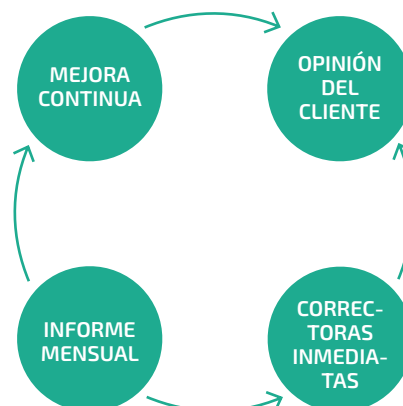 MEJORA
CONTINUA
OPINIÓN
DEL
CLIENTE
INFORME
MENSUAL
CORREC-
TORAS
INMEDIA-
TAS